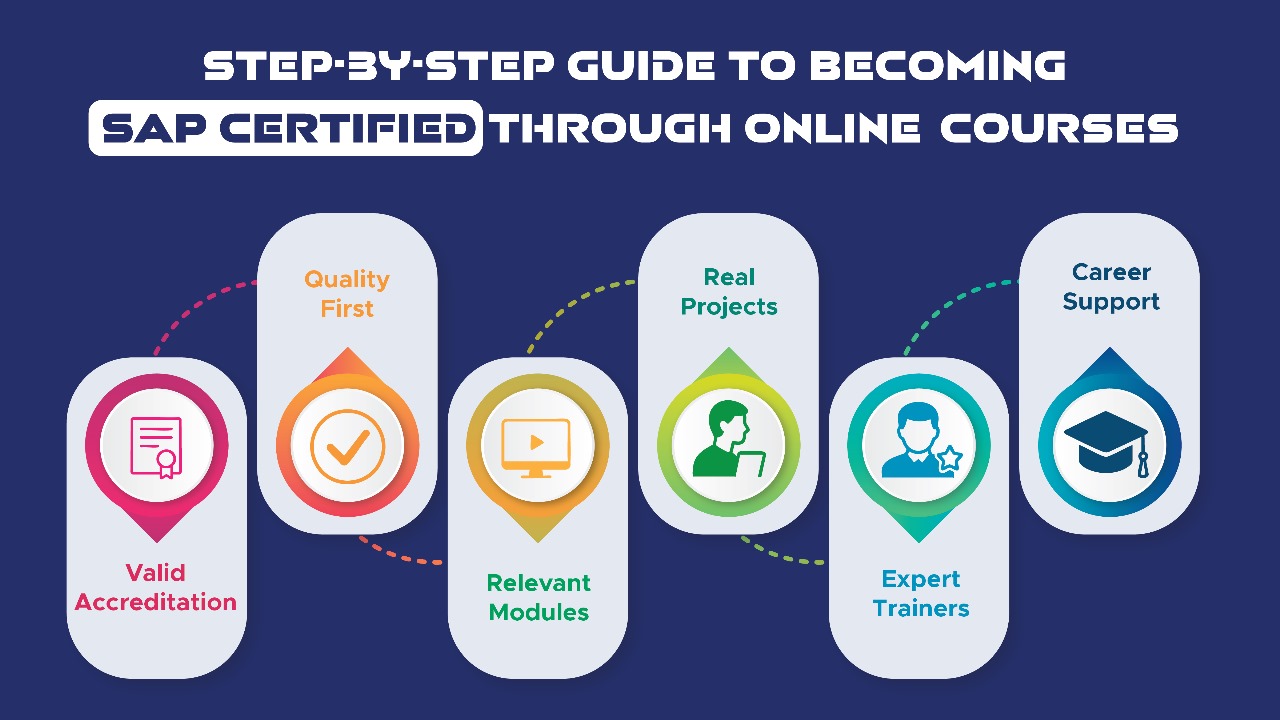 STEP-BY-STEP GUIDE TO BECOMING
SAP CERTIFIED THROUGH ONLINE COURSES
Valid
Accreditation
Quality
First
Relevant
Modules
Real
Projects
Expert
Trainers
Career
Support